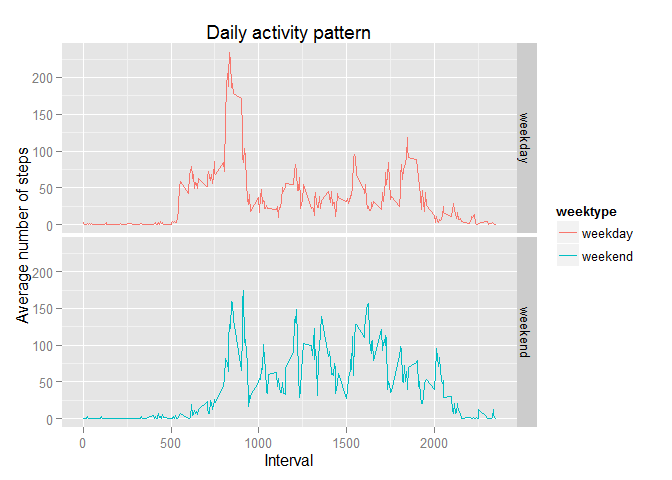 Daily activity pattern
Average number of steps
200
150
100
50
0
weekday
200
150
100
50
0
weekend
0
500
1000
1500
2000
Interval
weektype
weekday
weekend